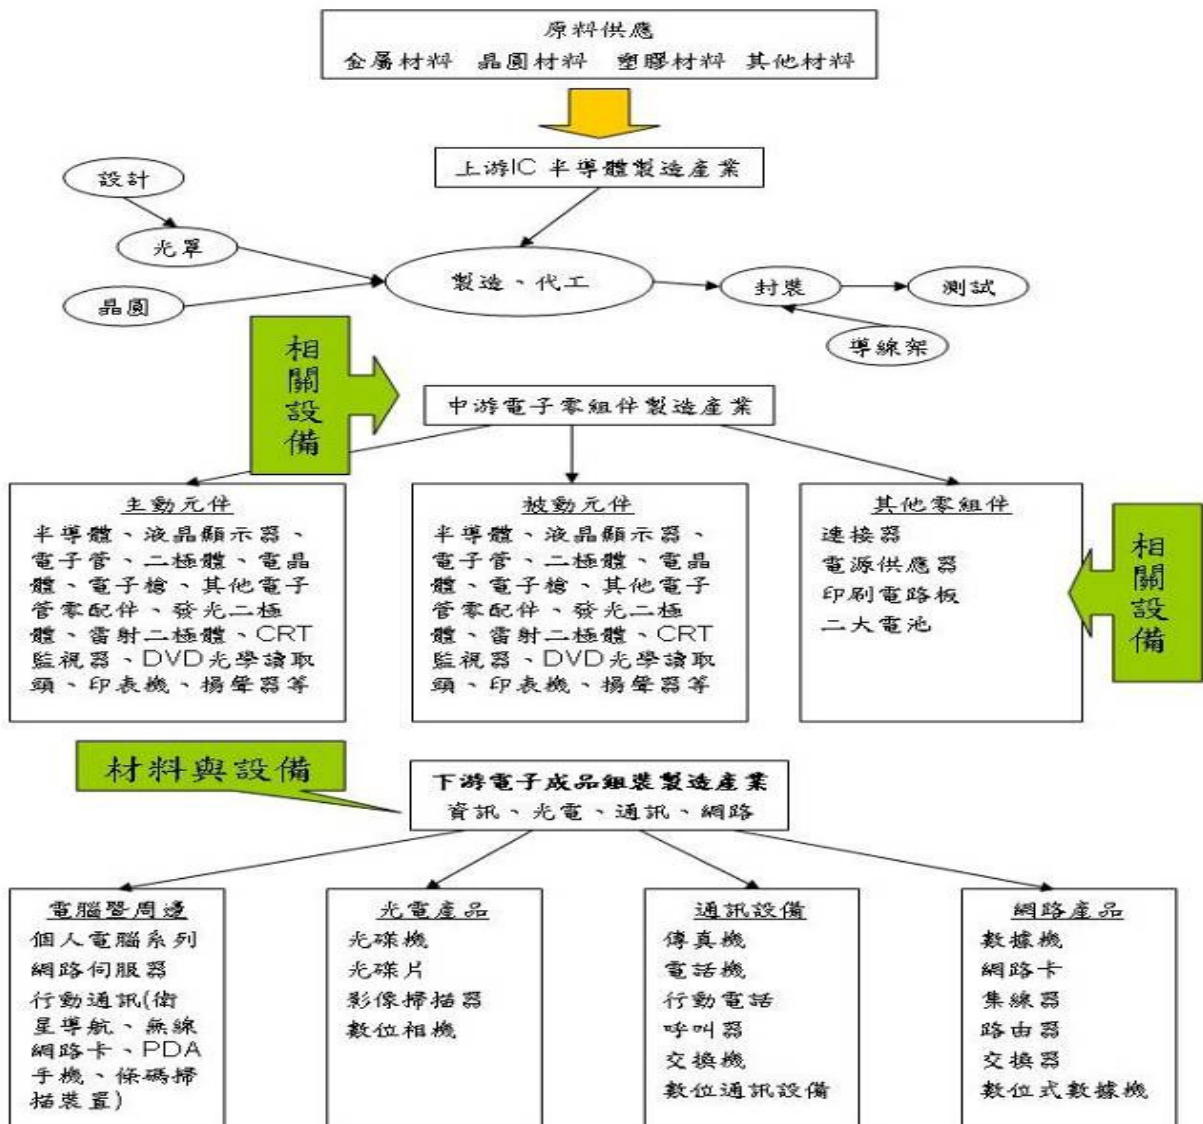 原料供應
金屬材料 晶圓材料 塑膠材料 其他材料
上游IC 半導體製造產業
設計
光罩
晶圓
製造、代工
封裝
測試
導線架
相關設備
中游電子零組件製造產業
主動元件
半導體、液晶顯示器、
電子管、二極體、電晶
體、電子槍、其他電子
管零配件、發光二極
體、雷射二極體、CRT
監視器、DVD光學讀取
頭、印表機、揚聲器等
被動元件
半導體、液晶顯示器、
電子管、二極體、電晶
體、電子槍、其他電子
管零配件、發光二極
體、雷射二極體、CRT
監視器、DVD光學讀取
頭、印表機、揚聲器等
其他零組件
連接器
電源供應器
印刷電路板
二大電池
相關設備
材料與設備
下游電子成品組裝製造產業
資訊、光電、通訊、網路
電腦暨周邊
個人電腦系列
網路伺服器
行動通訊(衛
星導航、無線
網路卡、PDA
手機、條碼掃
描裝置)
光電產品
光碟機
光碟片
影像掃描器
數位相機
通訊設備
傳真機
電話機
行動電話
呼叫器
交換機
數位通訊設備
網路產品
數據機
網路卡
集線器
路由器
交換器
數位式數據機